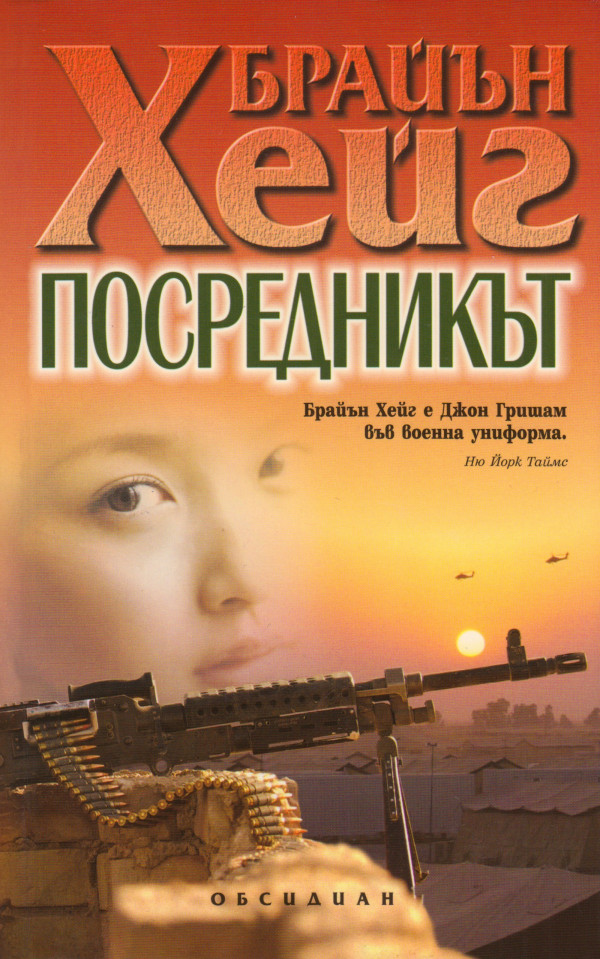 БРАЙЪН
Хейг
ПОСРЕДНИКЪТ
Брайън Хейг е Джон Гришам
във военна униформа.
Ню Йорк Таймс
ОБСИДИАН